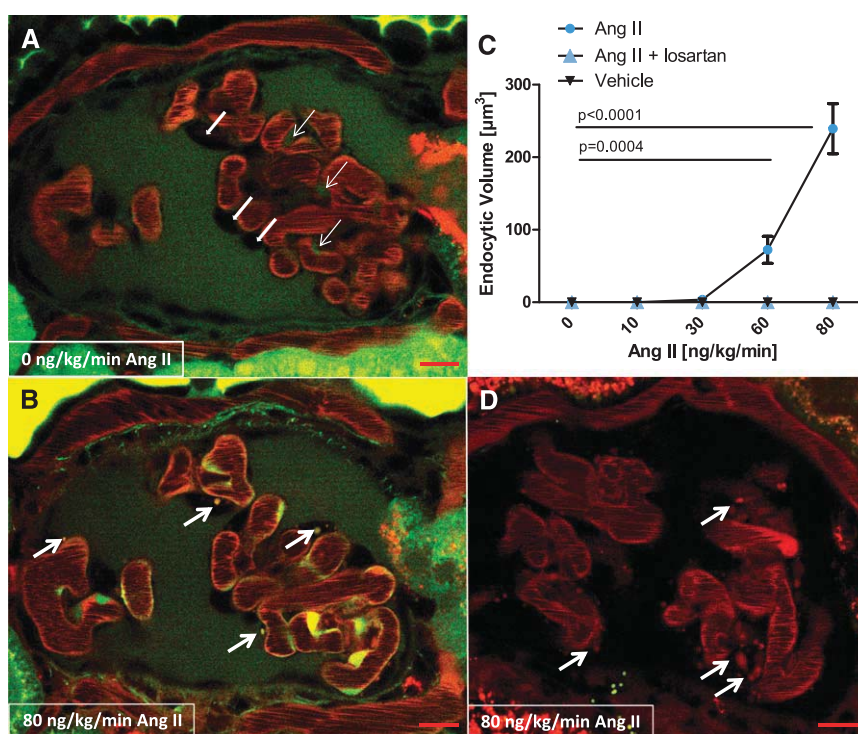 A
0 ng/kg/min Ang II
B
80 ng/kg/min Ang II
C
Ang II
Ang II + losartan
Vehicle
Endocytic Volume [µm³]
300
200
100
0
p<0.0001
p=0.0004
0
10
30
60
80
Ang II [ng/kg/min]
D
80 ng/kg/min Ang II